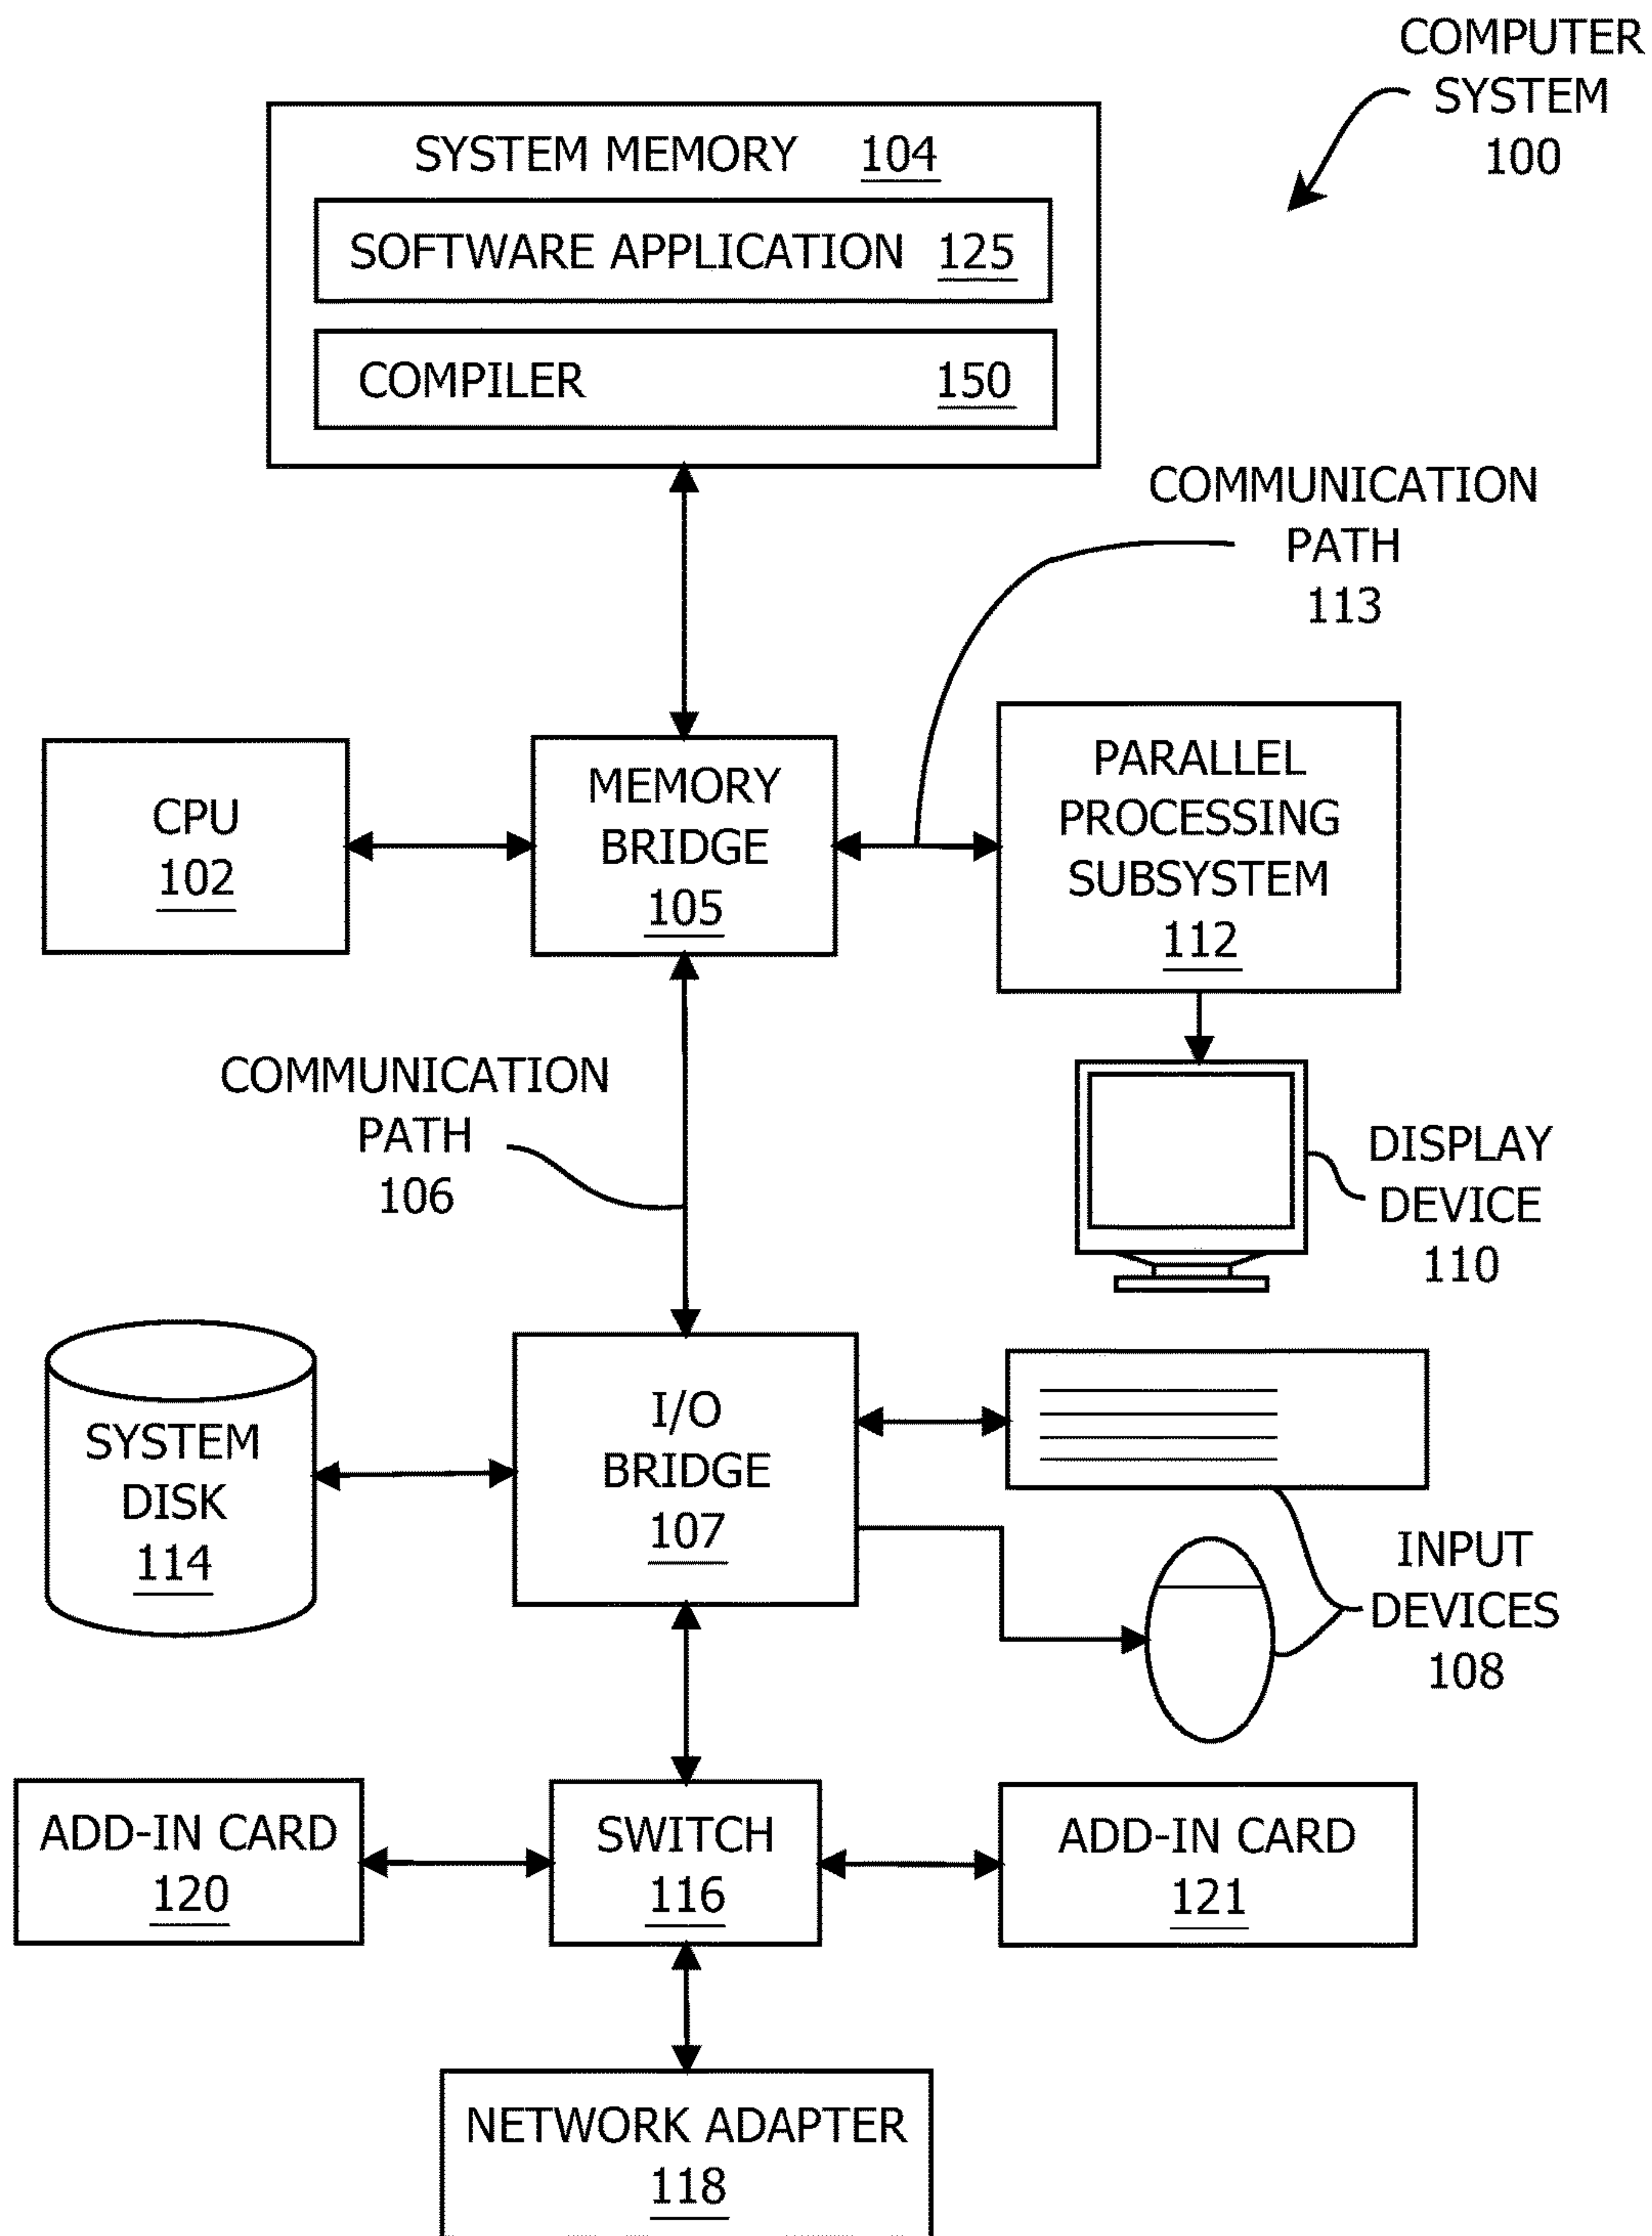 COMPUTER
SYSTEM
100
SYSTEM MEMORY 104
SOFTWARE APPLICATION 125
COMPILER 150
COMMUNICATION
PATH
113
CPU
102
MEMORY
BRIDGE
105
PARALLEL
PROCESSING
SUBSYSTEM
112
COMMUNICATION
PATH
106
DISPLAY
DEVICE
110
SYSTEM
DISK
114
I/O
BRIDGE
107
INPUT
DEVICES
108
ADD-IN CARD
120
SWITCH
116
ADD-IN CARD
121
NETWORK ADAPTER
118